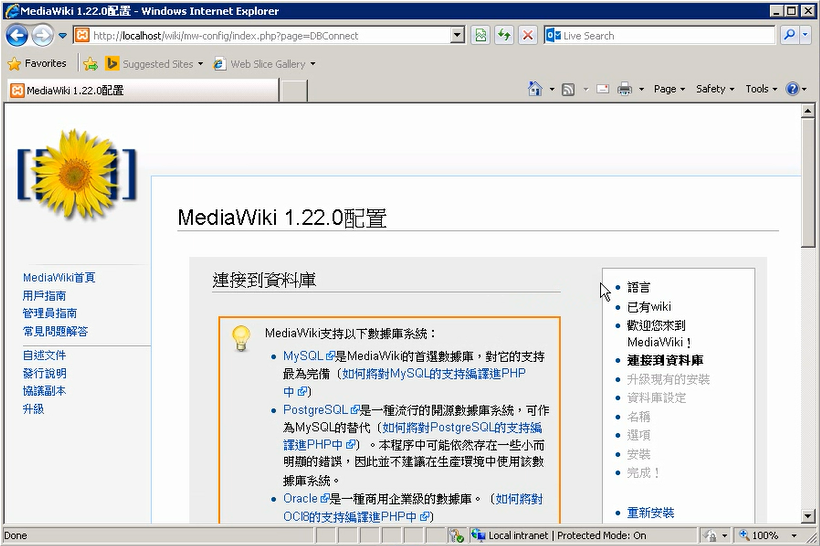 MediaWiki 1.22.0配置 - Windows Internet Explorer
http://localhost/wiki/mw-config/index.php?page=DBConnect
Live Search
Favorites
Suggested Sites
Web Slice Gallery
MediaWiki 1.22.0配置
Page
Safety
Tools
MediaWiki 1.22.0配置
MediaWiki首頁
用戶指南
管理員指南
常見問題解答
自述文件
發行說明
協議副本
升級
連接到資料庫
MediaWiki支持以下數據庫系統：
MySQL是MediaWiki的首選數據庫，對它的支持
最為完備（如何將對MySQL的支持編譯進PHP
中）
PostgreSQL是一種流行的開源數據庫系統，可作
為MySQL的替代（如何將對PostgreSQL的支持編
譯進PHP中）。本程序中可能依然存在一些小而
明顯的錯誤，因此並不建議在生產環境中使用該數
據庫系統。
Oracle是一種商用企業級的數據庫。（如何將對
OCI8的支持編譯進PHP中）
語言
已有wiki
歡迎您來到
MediaWiki！
連接到資料庫
升級現有的安裝
資料庫設定
名稱
選項
安裝
完成！
重新安裝
Done
Local intranet | Protected Mode: On
100%